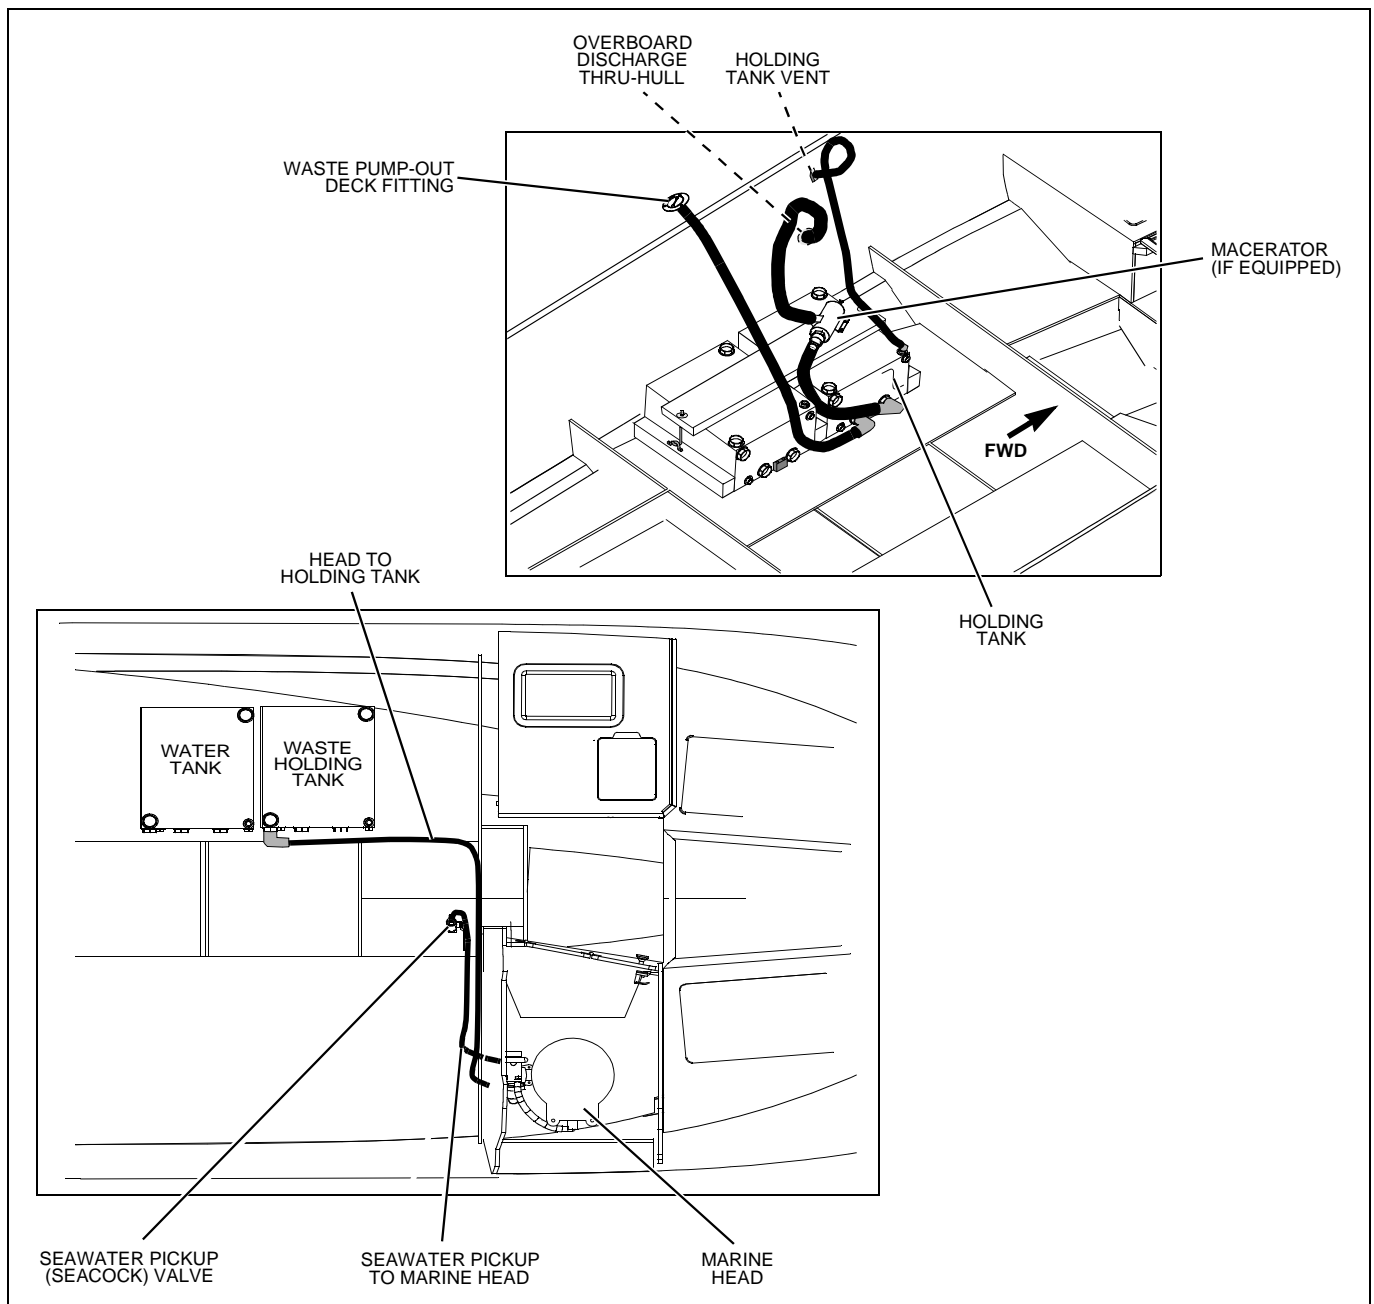 OVERBOARD
DISCHARGE
THRU-HULL
HOLDING
TANK VENT
WASTE PUMP-OUT
DECK FITTING
MACERATOR
(IF EQUIPPED)
FWD
HEAD TO
HOLDING TANK
HOLDING
TANK
WATER
TANK
WASTE
HOLDING
TANK
SEAWATER PICKUP
(SEACOCK) VALVE
SEAWATER PICKUP
TO MARINE HEAD
MARINE
HEAD